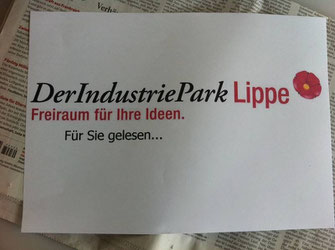 DerIndustriePark Lippe
Freiraum für Ihre Ideen.
Für Sie gelesen...